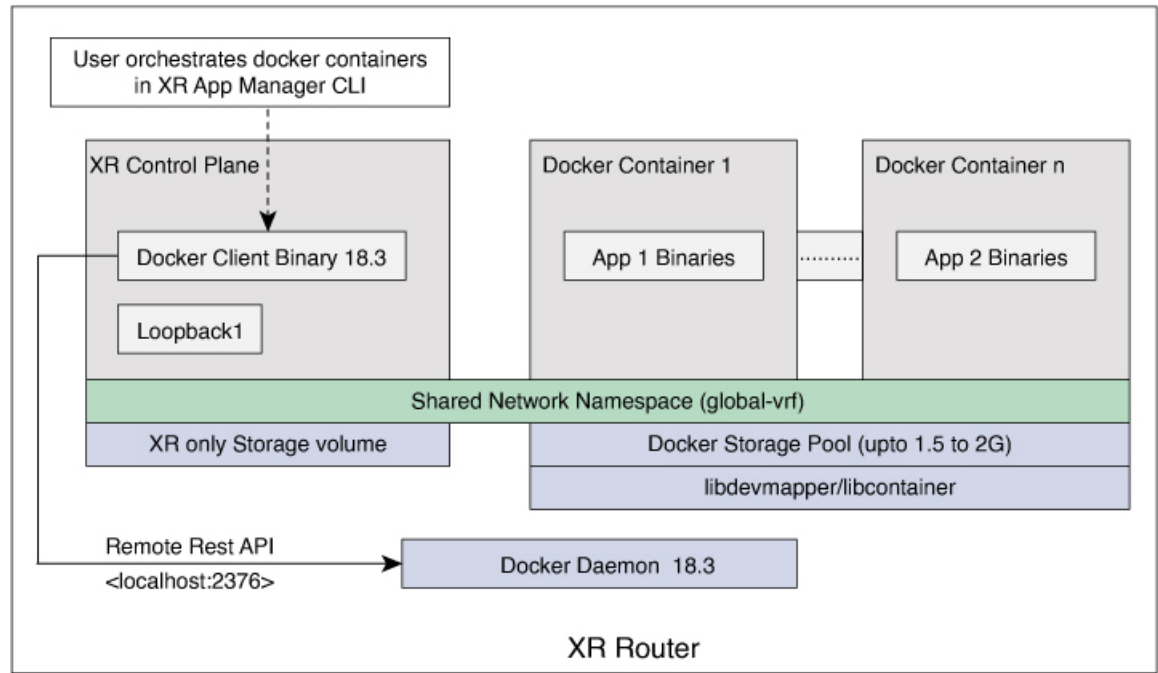 User orchestrates docker containers
in XR App Manager CLI
XR Control Plane
Docker Container 1
Docker Container n
Docker Client Binary 18.3
App 1 Binaries
..........
App 2 Binaries
Loopback1
Shared Network Namespace (global-vrf)
XR only Storage volume
Docker Storage Pool (upto 1.5 to 2G)
libdevmapper/libcontainer
Remote Rest API
<localhost:2376>
Docker Daemon 18.3
XR Router